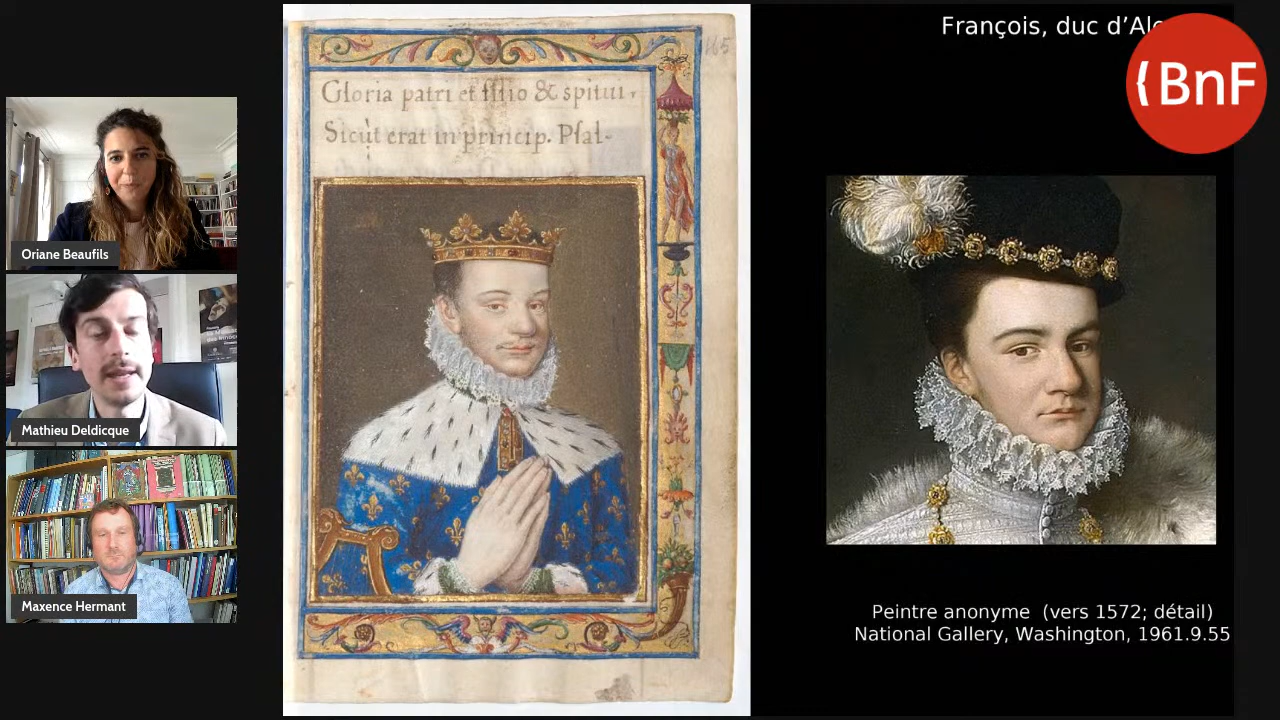 François, duc d'Al
{BnF
Gloria patri et filio & spitui,
Sicut erat in princip. Psal-
165
Oriane Beaufils
Mathieu Deldicque
Maxence Hermant
Peintre anonyme (vers 1572; détail)
National Gallery, Washington, 1961.9.55